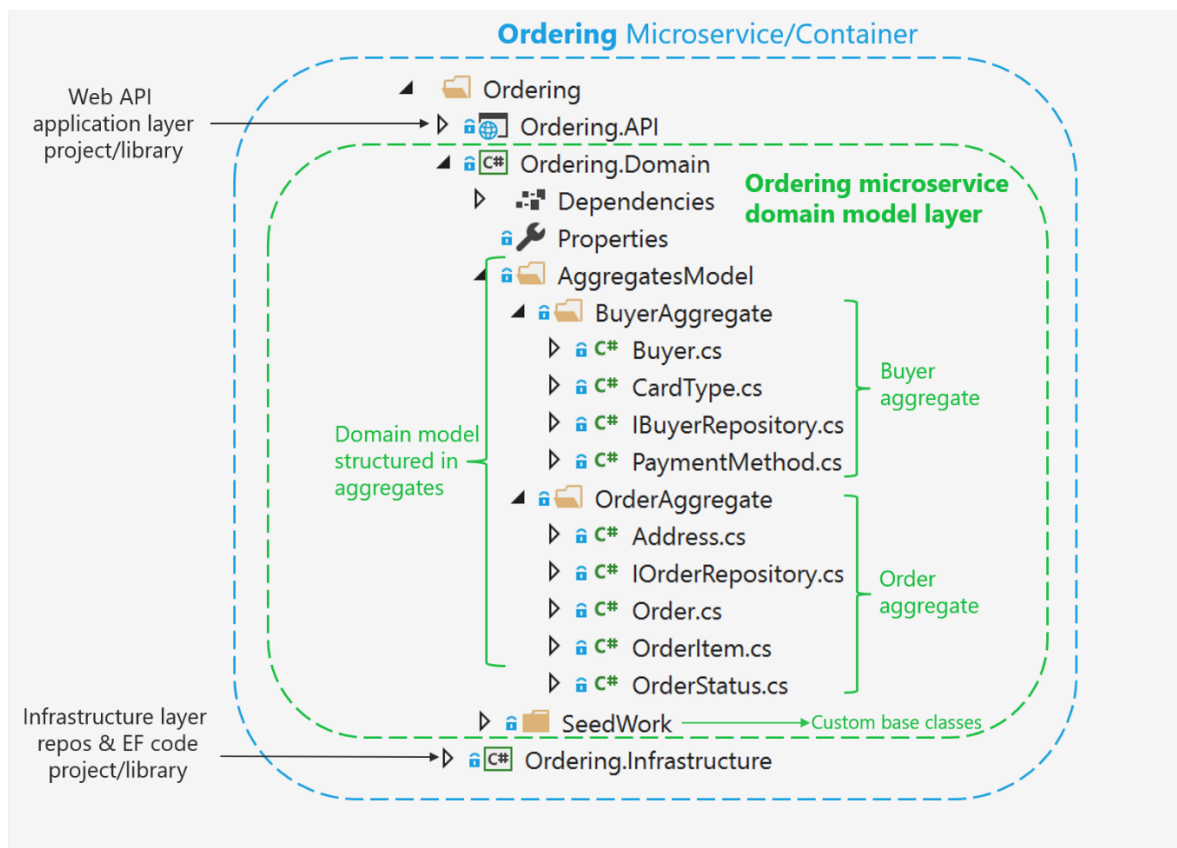 Ordering Microservice/Container
Ordering
Web API
application layer
project/library
Ordering.API
Ordering.Domain
Ordering microservice
domain model layer
Dependencies
Properties
AggregatesModel
BuyerAggregate
C# Buyer.cs
C# CardType.cs
C# IBuyerRepository.cs
C# PaymentMethod.cs
Buyer
aggregate
Domain model
structured in
aggregates
OrderAggregate
C# Address.cs
C# IOrderRepository.cs
C# Order.cs
C# OrderItem.cs
C# OrderStatus.cs
Order
aggregate
SeedWork
Custom base classes
Infrastructure layer
repos & EF code
project/library
C# Ordering.Infrastructure